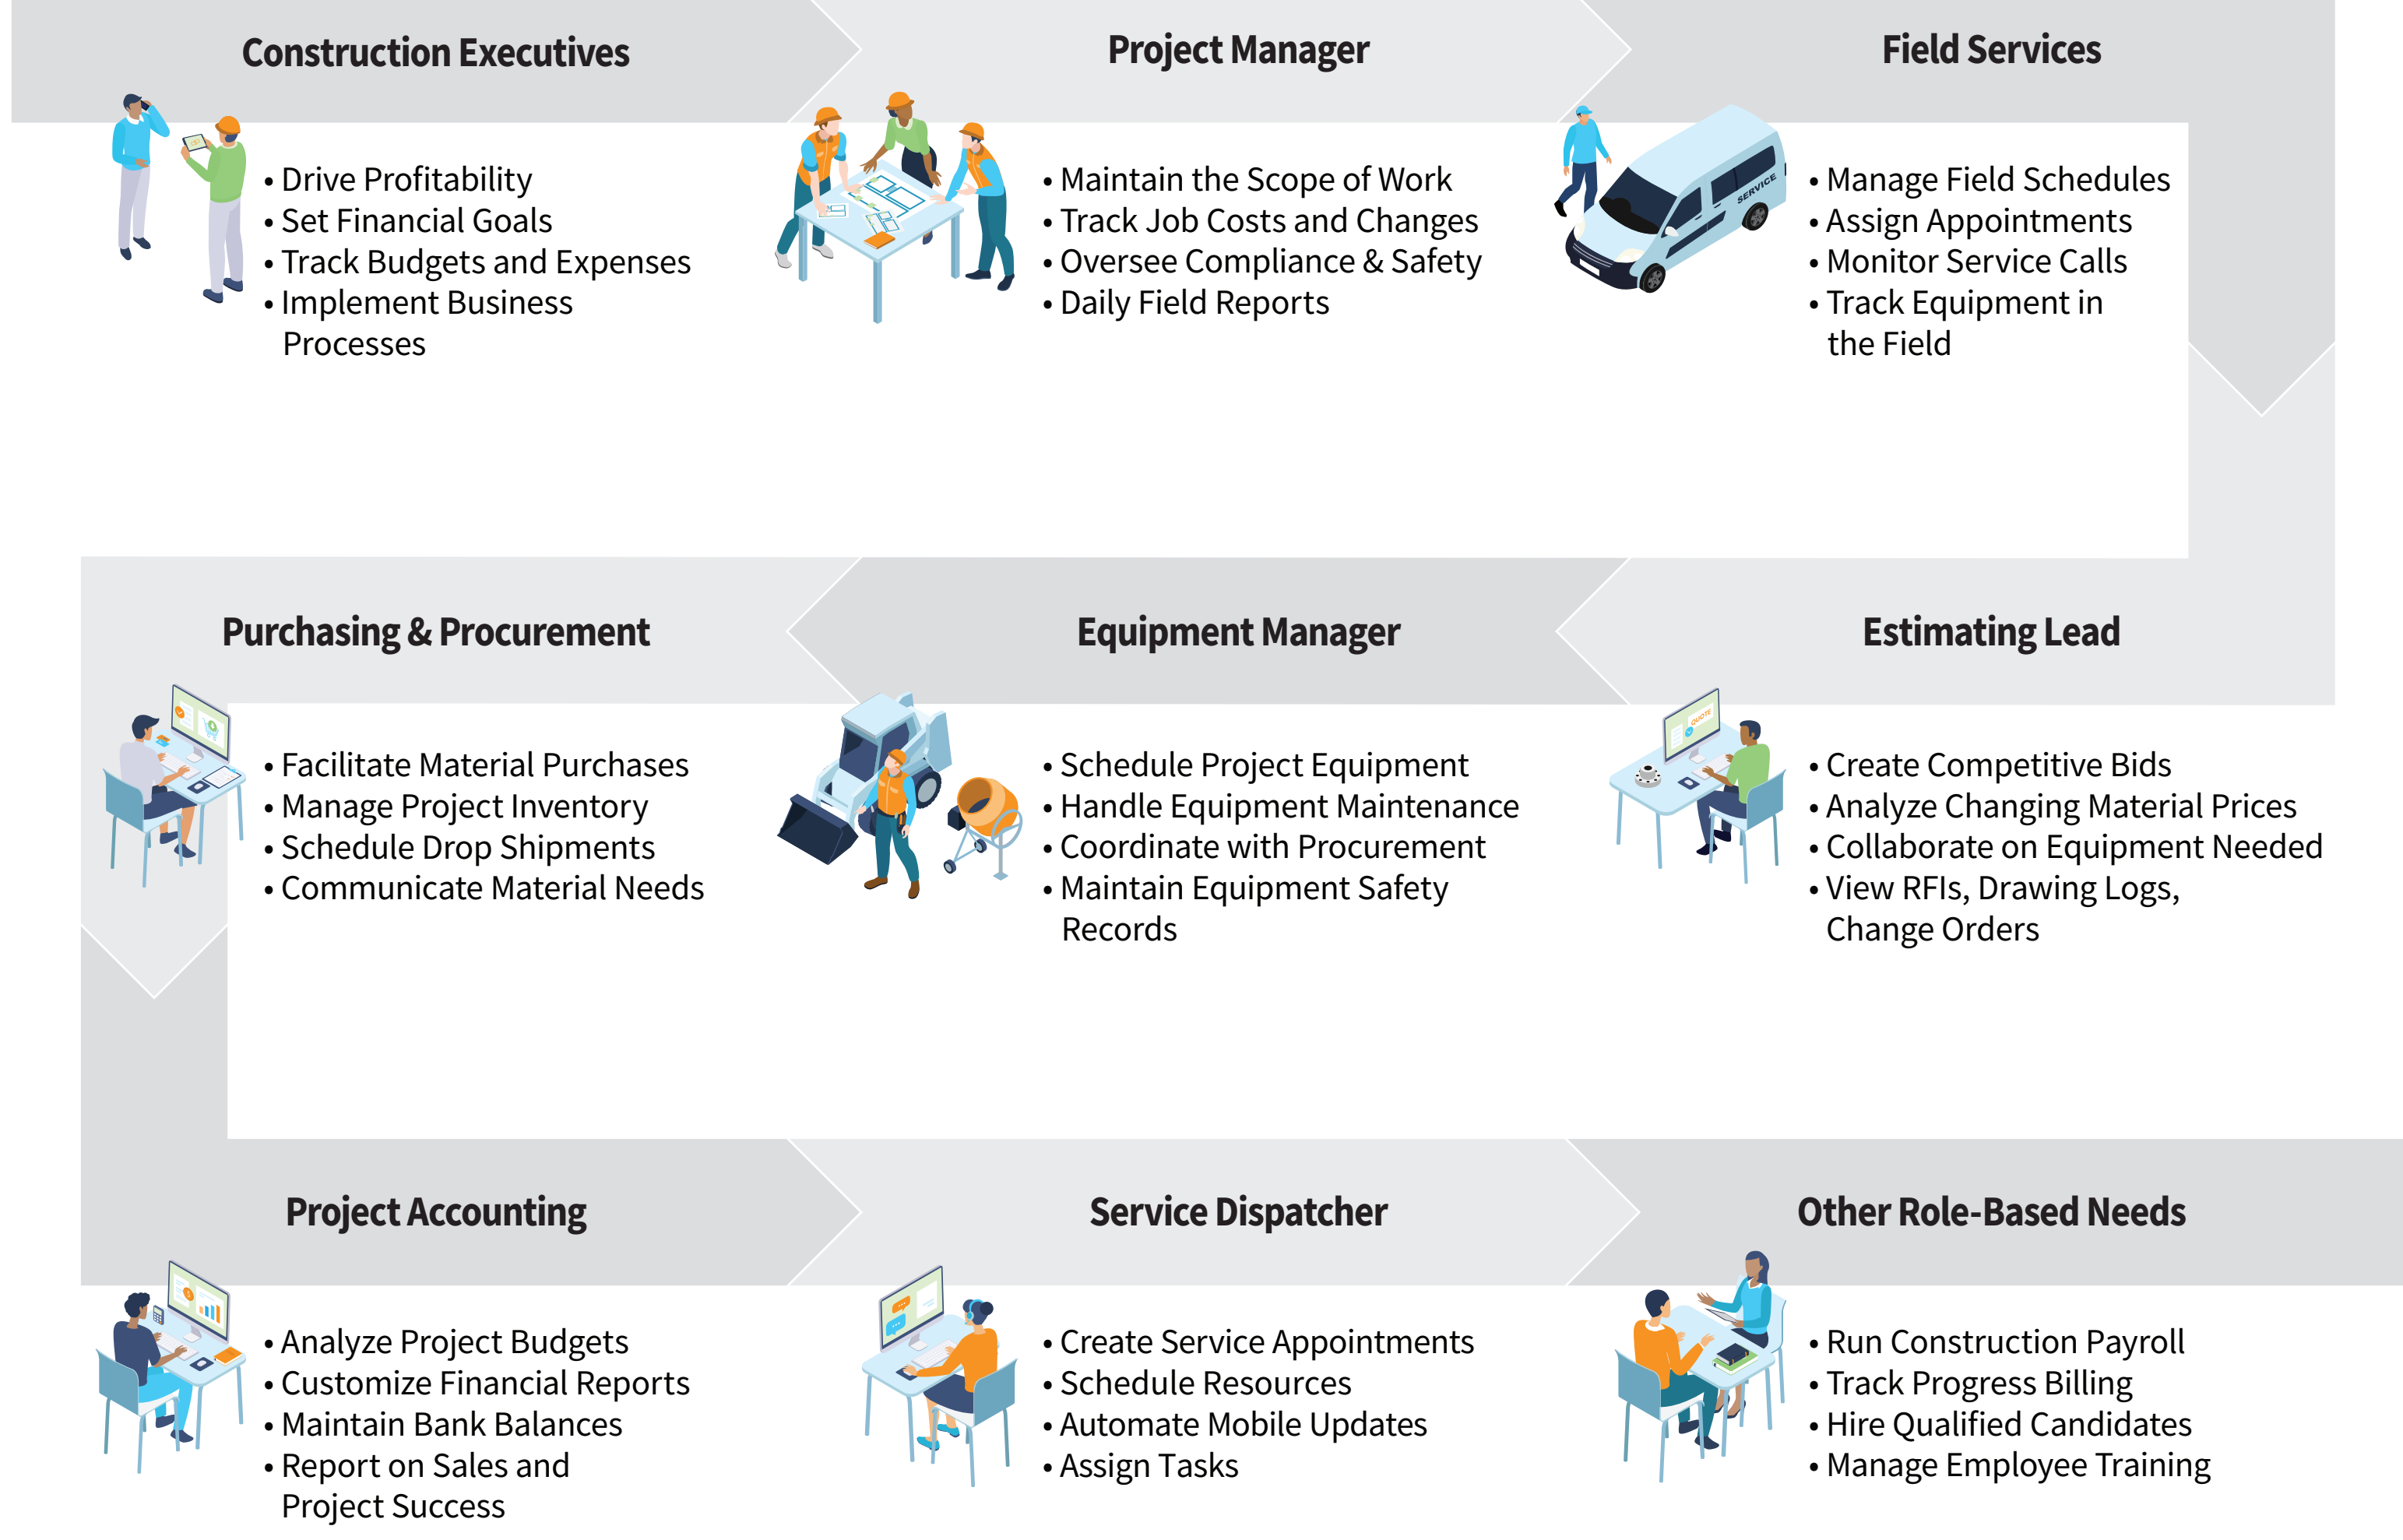 Construction Executives
• Drive Profitability
• Set Financial Goals
• Track Budgets and Expenses
• Implement Business
Processes
Project Manager
• Maintain the Scope of Work
• Track Job Costs and Changes
• Oversee Compliance & Safety
• Daily Field Reports
Field Services
SERVICE
• Manage Field Schedules
• Assign Appointments
• Monitor Service Calls
• Track Equipment in
the Field
Estimating Lead
QUOTE
• Create Competitive Bids
• Analyze Changing Material Prices
• Collaborate on Equipment Needed
• View RFIs, Drawing Logs,
Change Orders
Equipment Manager
• Schedule Project Equipment
• Handle Equipment Maintenance
• Coordinate with Procurement
• Maintain Equipment Safety
Records
Purchasing & Procurement
• Facilitate Material Purchases
• Manage Project Inventory
• Schedule Drop Shipments
• Communicate Material Needs
Project Accounting
• Analyze Project Budgets
• Customize Financial Reports
• Maintain Bank Balances
• Report on Sales and
Project Success
Service Dispatcher
• Create Service Appointments
• Schedule Resources
• Automate Mobile Updates
• Assign Tasks
Other Role-Based Needs
• Run Construction Payroll
• Track Progress Billing
• Hire Qualified Candidates
• Manage Employee Training